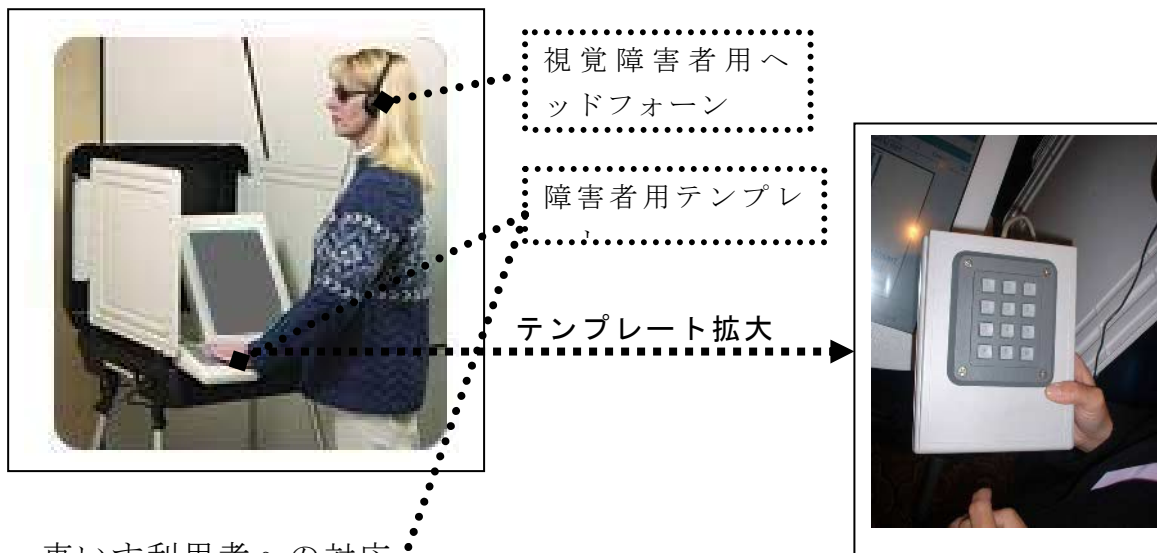 視覚障害者用ヘ
ッドフォーン
障害者用テンプレ
テンプレート拡大
車いす利用者への対応